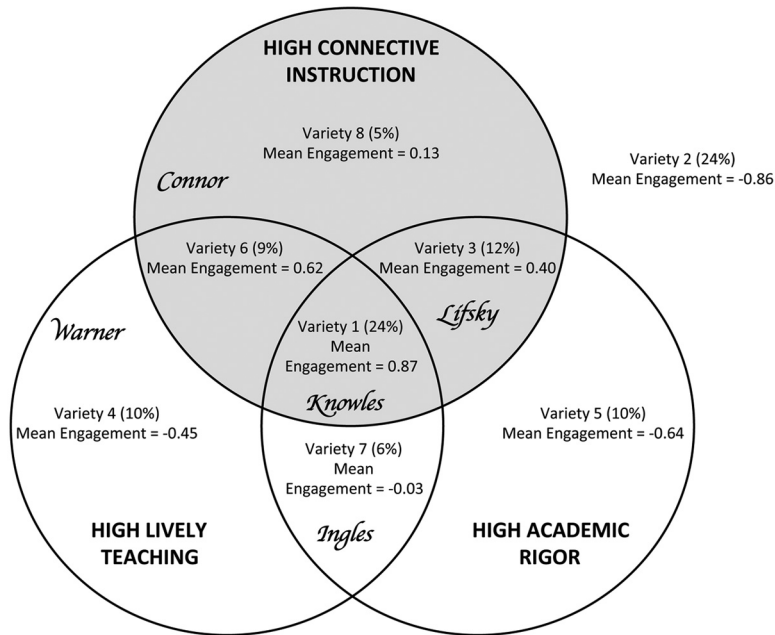 HIGH CONNECTIVE
INSTRUCTION
Variety 8 (5%)
Mean Engagement = 0.13
Connor
Variety 2 (24%)
Mean Engagement = -0.86
Variety 6 (9%)
Mean Engagement = 0.62
Variety 3 (12%)
Mean Engagement = 0.40
Lifsky
Warner
Variety 1 (24%)
Mean
Engagement = 0.87
Knowles
Variety 4 (10%)
Mean Engagement = -0.45
Variety 5 (10%)
Mean Engagement = -0.64
Variety 7 (6%)
Mean
Engagement = -0.03
Ingles
HIGH LIVELY
TEACHING
HIGH ACADEMIC
RIGOR